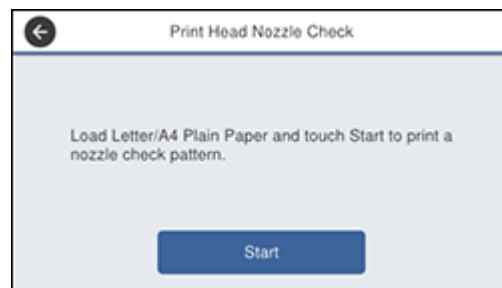 Print Head Nozzle Check
Load Letter/A4 Plain Paper and touch Start to print a
nozzle check pattern.
Start